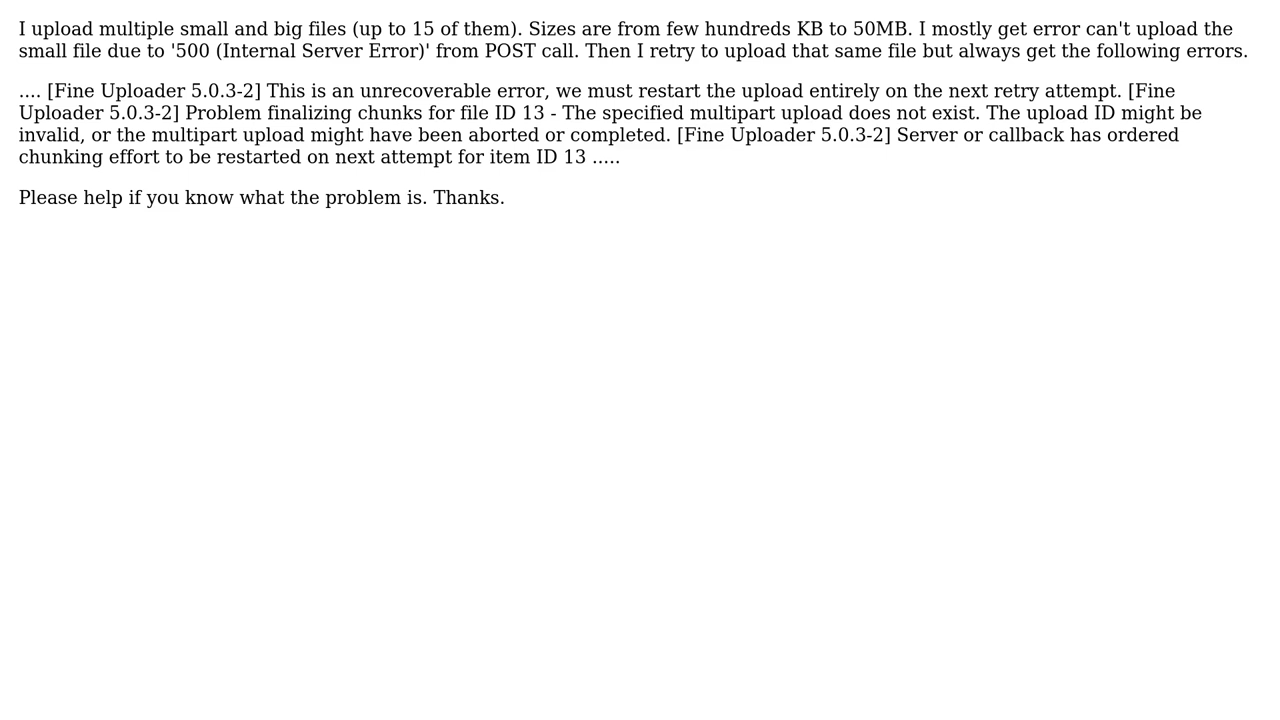 I upload multiple small and big files (up to 15 of them). Sizes are from few hundreds KB to 50MB. I mostly get error can't upload the
small file due to '500 (Internal Server Error)' from POST call. Then I retry to upload that same file but always get the following errors.
.... [Fine Uploader 5.0.3-2] This is an unrecoverable error, we must restart the upload entirely on the next retry attempt. [Fine
Uploader 5.0.3-2] Problem finalizing chunks for file ID 13 - The specified multipart upload does not exist. The upload ID might be
invalid, or the multipart upload might have been aborted or completed. [Fine Uploader 5.0.3-2] Server or callback has ordered
chunking effort to be restarted on next attempt for item ID 13 .....
Please help if you know what the problem is. Thanks.